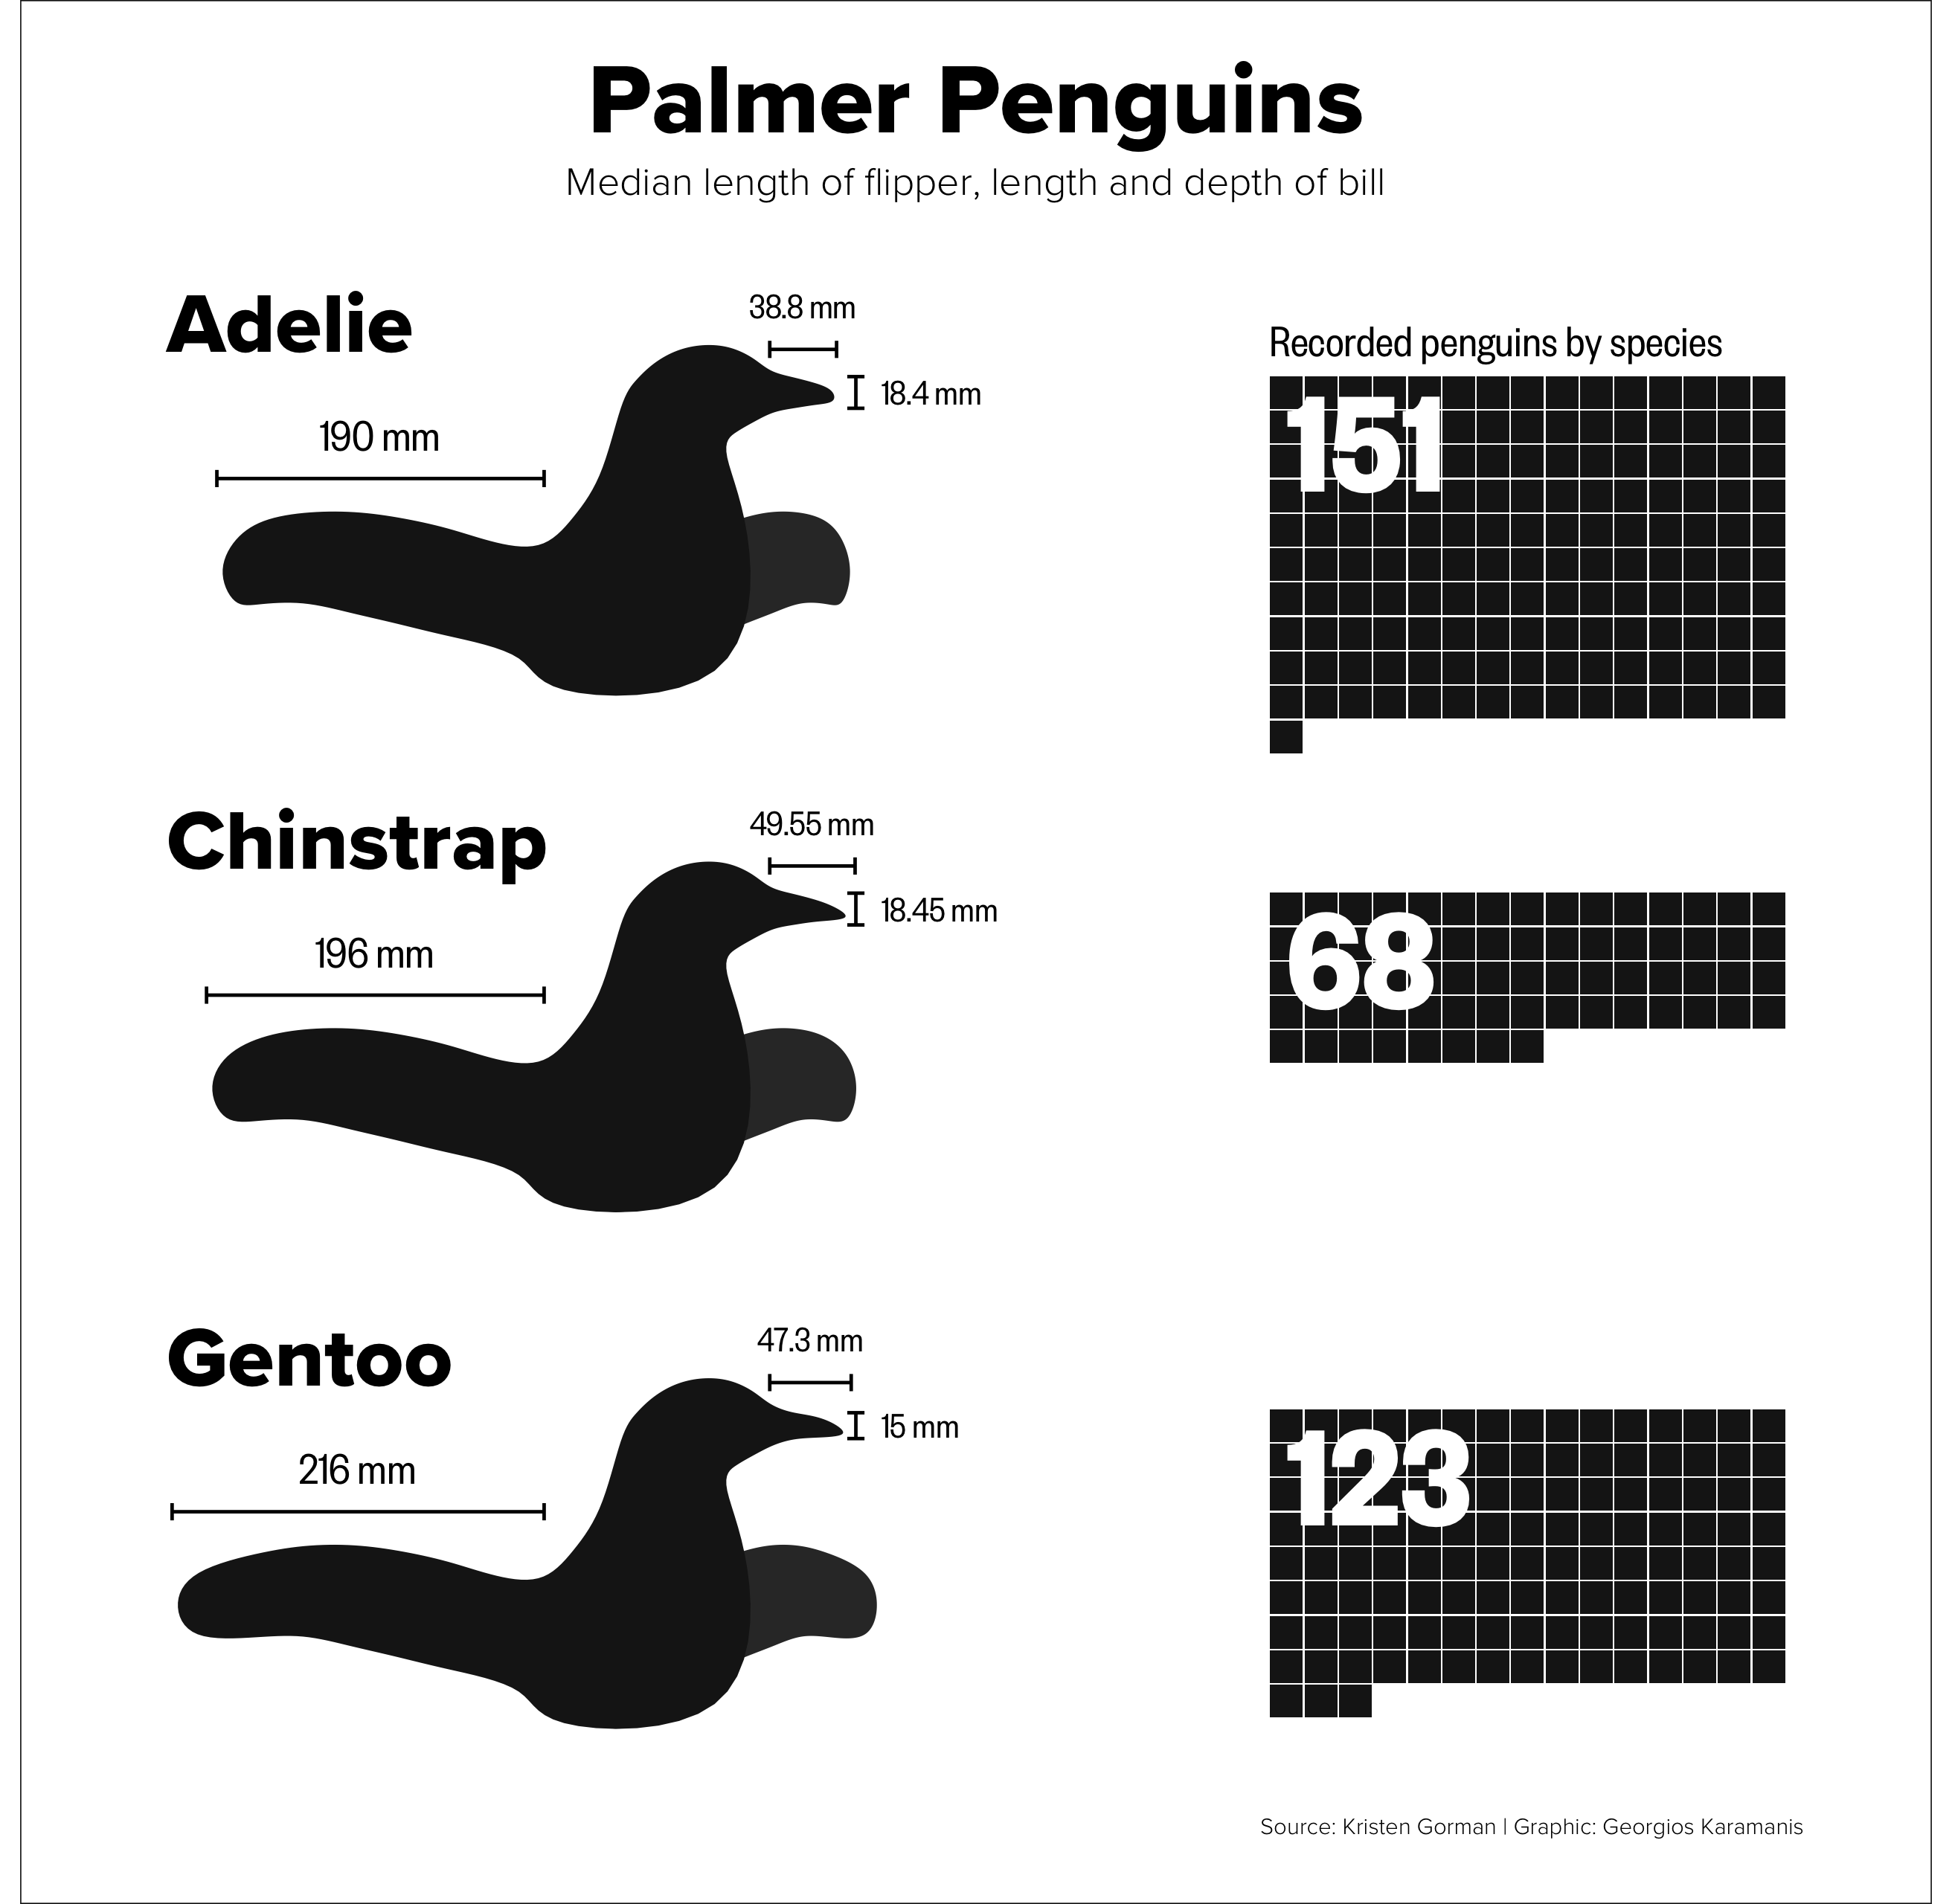 Palmer Penguins
Median length of flipper, length and depth of bill
Adelie
38.8 mm
18.4 mm
190 mm
Recorded penguins by species
151
Chinstrap
49.55 mm
18.45 mm
196 mm
68
Gentoo
47.3 mm
15 mm
216 mm
123
Source: Kristen Gorman | Graphic: Georgios Karamanis